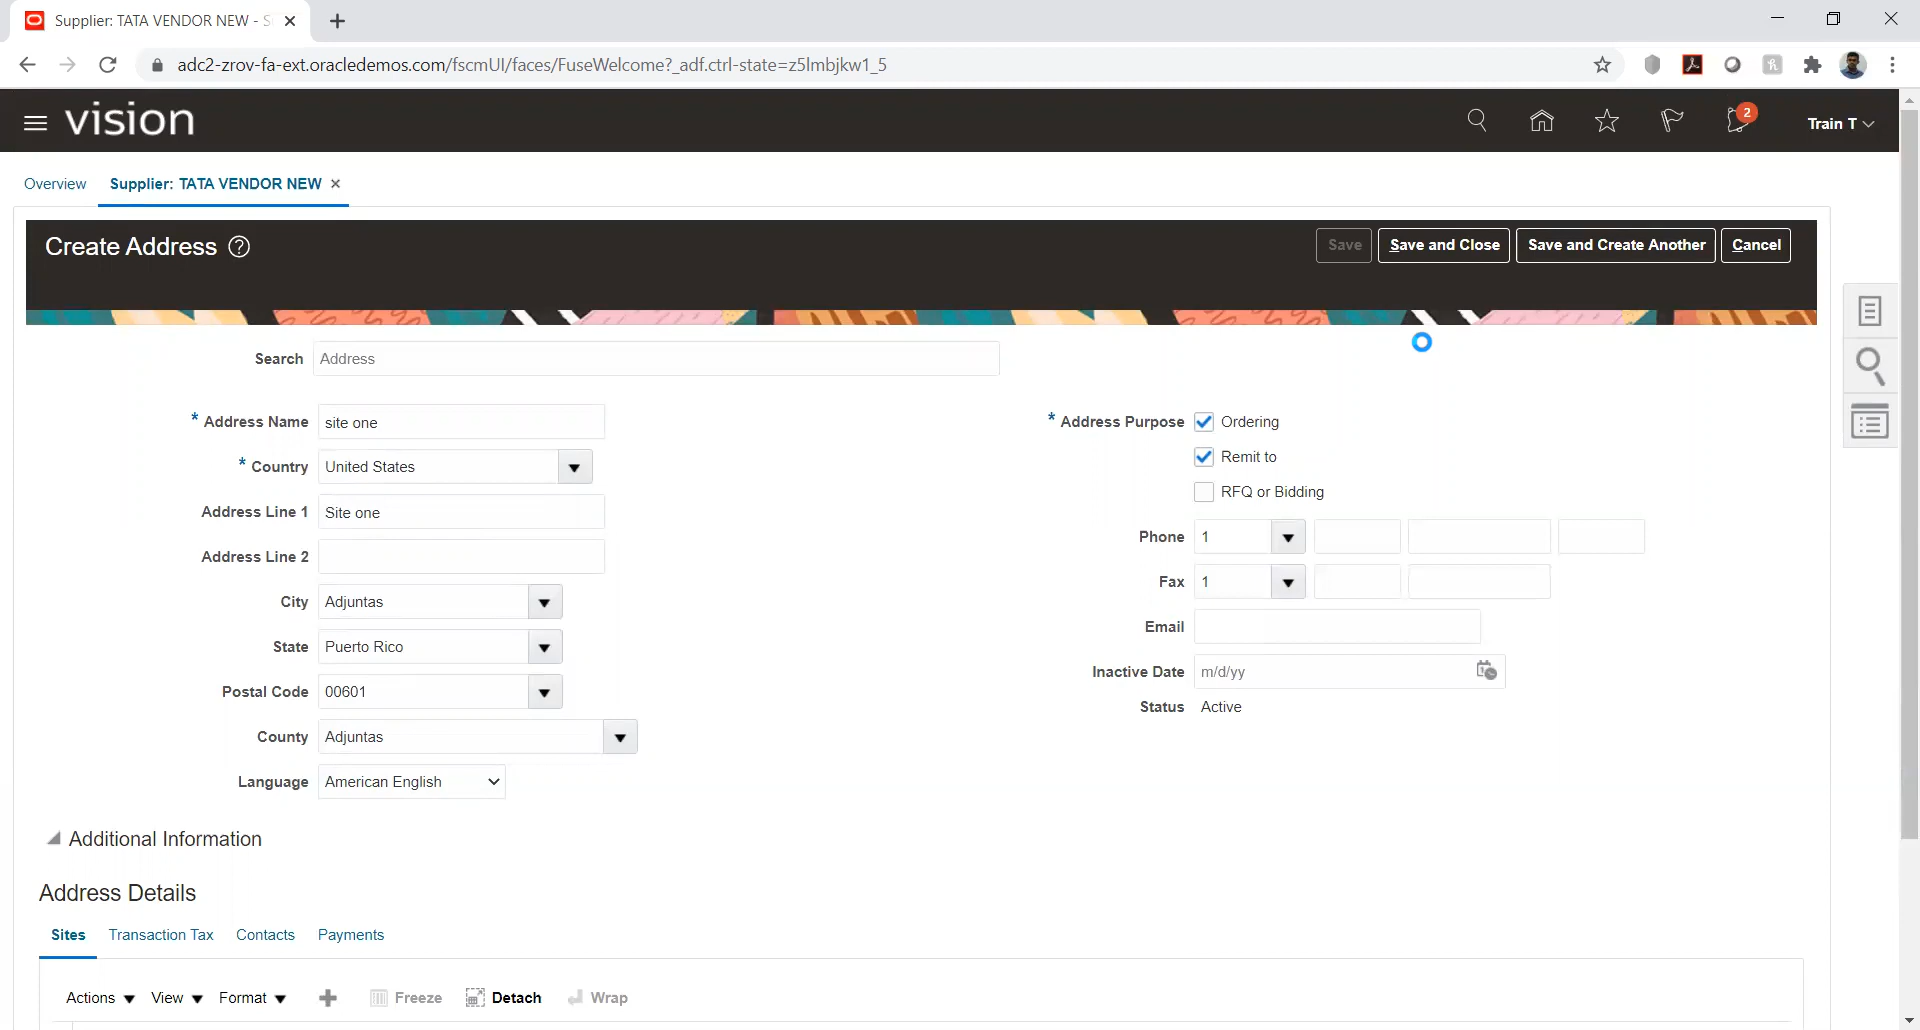 Supplier: TATA VENDOR NEW - S
adc2-zrov-fa-ext.oracledemos.com/fscmUI/faces/FuseWelcome?_adf.ctrl-state=z5lmbjkw1_5
vision
2
Train T
Overview
Supplier: TATA VENDOR NEW
Create Address
Save
Save and Close
Save and Create Another
Cancel
Search Address
* Address Name site one
* Country United States
Address Line 1 Site one
Address Line 2
City Adjuntas
State Puerto Rico
Postal Code 00601
County Adjuntas
Language American English
* Address Purpose Ordering
Remit to
RFQ or Bidding
Phone 1
Fax 1
Email
Inactive Date m/d/yy
Status Active
Additional Information
Address Details
Sites Transaction Tax Contacts Payments
Actions View Format Freeze Detach Wrap